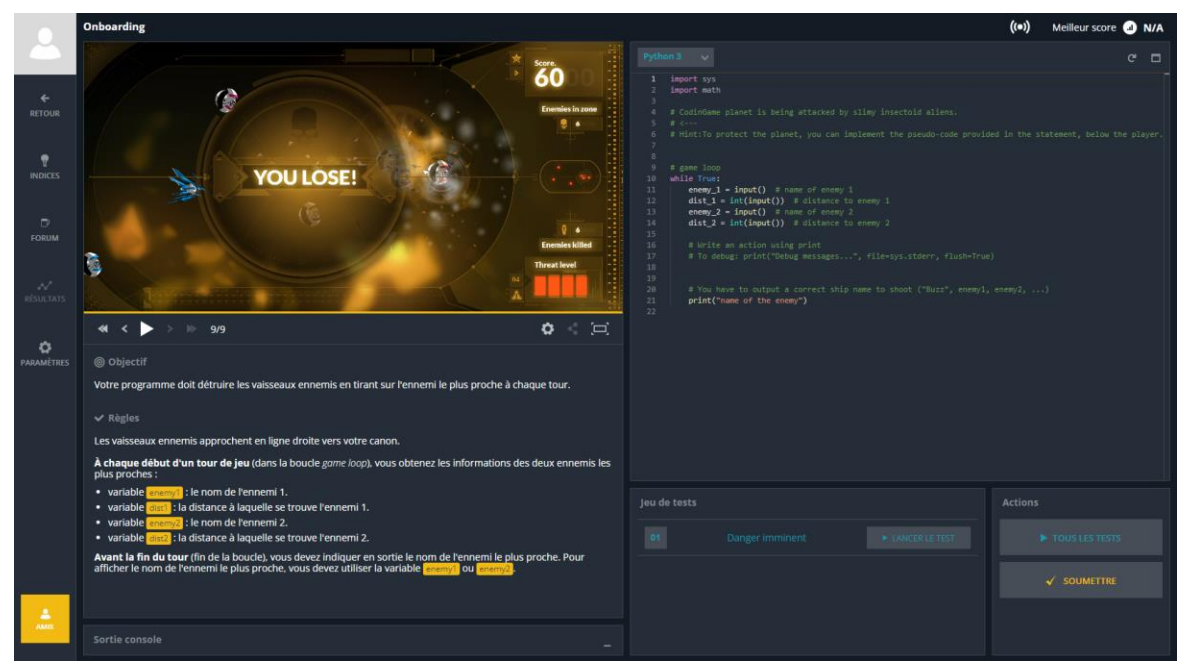 Onboarding
Meilleur score
N/A
RETOUR
INDICES
FORUM
RÉSULTATS
PARAMÈTRES
AMIS
Score.
60
Enemies in zone
6
YOU LOSE!
6
Enemies killed
Threat level
9/9
Objectif
Votre programme doit détruire les vaisseaux ennemis en tirant sur l'ennemi le plus proche à chaque tour.
Règles
Les vaisseaux ennemis approchent en ligne droite vers votre canon.
À chaque début d'un tour de jeu (dans la boucle game loop), vous obtenez les informations des deux ennemis les
plus proches :
• variable enemy1 : le nom de l'ennemi 1.
• variable dist1 : la distance à laquelle se trouve l'ennemi 1.
• variable enemy2 : le nom de l'ennemi 2.
• variable dist2 : la distance à laquelle se trouve l'ennemi 2.
Avant la fin du tour (fin de la boucle), vous devez indiquer en sortie le nom de l'ennemi le plus proche. Pour
afficher le nom de l'ennemi le plus proche, vous devez utiliser la variable enemy1 ou enemy2.
Sortie console
Python 3
1 import sys
2 import math
3
4 # CodinGame planet is being attacked by slimy insectoid aliens.
5 # <---
6 # Hint:To protect the planet, you can implement the pseudo-code provided in the statement, below the player.
7
8
9 # game loop
10 while True:
11 enemy_1 = input() # name of enemy 1
12 dist_1 = int(input()) # distance to enemy 1
13 enemy_2 = input() # name of enemy 2
14 dist_2 = int(input()) # distance to enemy 2
15
16 # Write an action using print
17 # To debug: print("Debug messages...", file=sys.stderr, flush=True)
18
19
20 # You have to output a correct ship name to shoot ("Buzz", enemy1, enemy2, ...)
21 print("name of the enemy")
22
Jeu de tests
01 Danger imminent
LANCER LE TEST
Actions
TOUS LES TESTS
SOUMETTRE